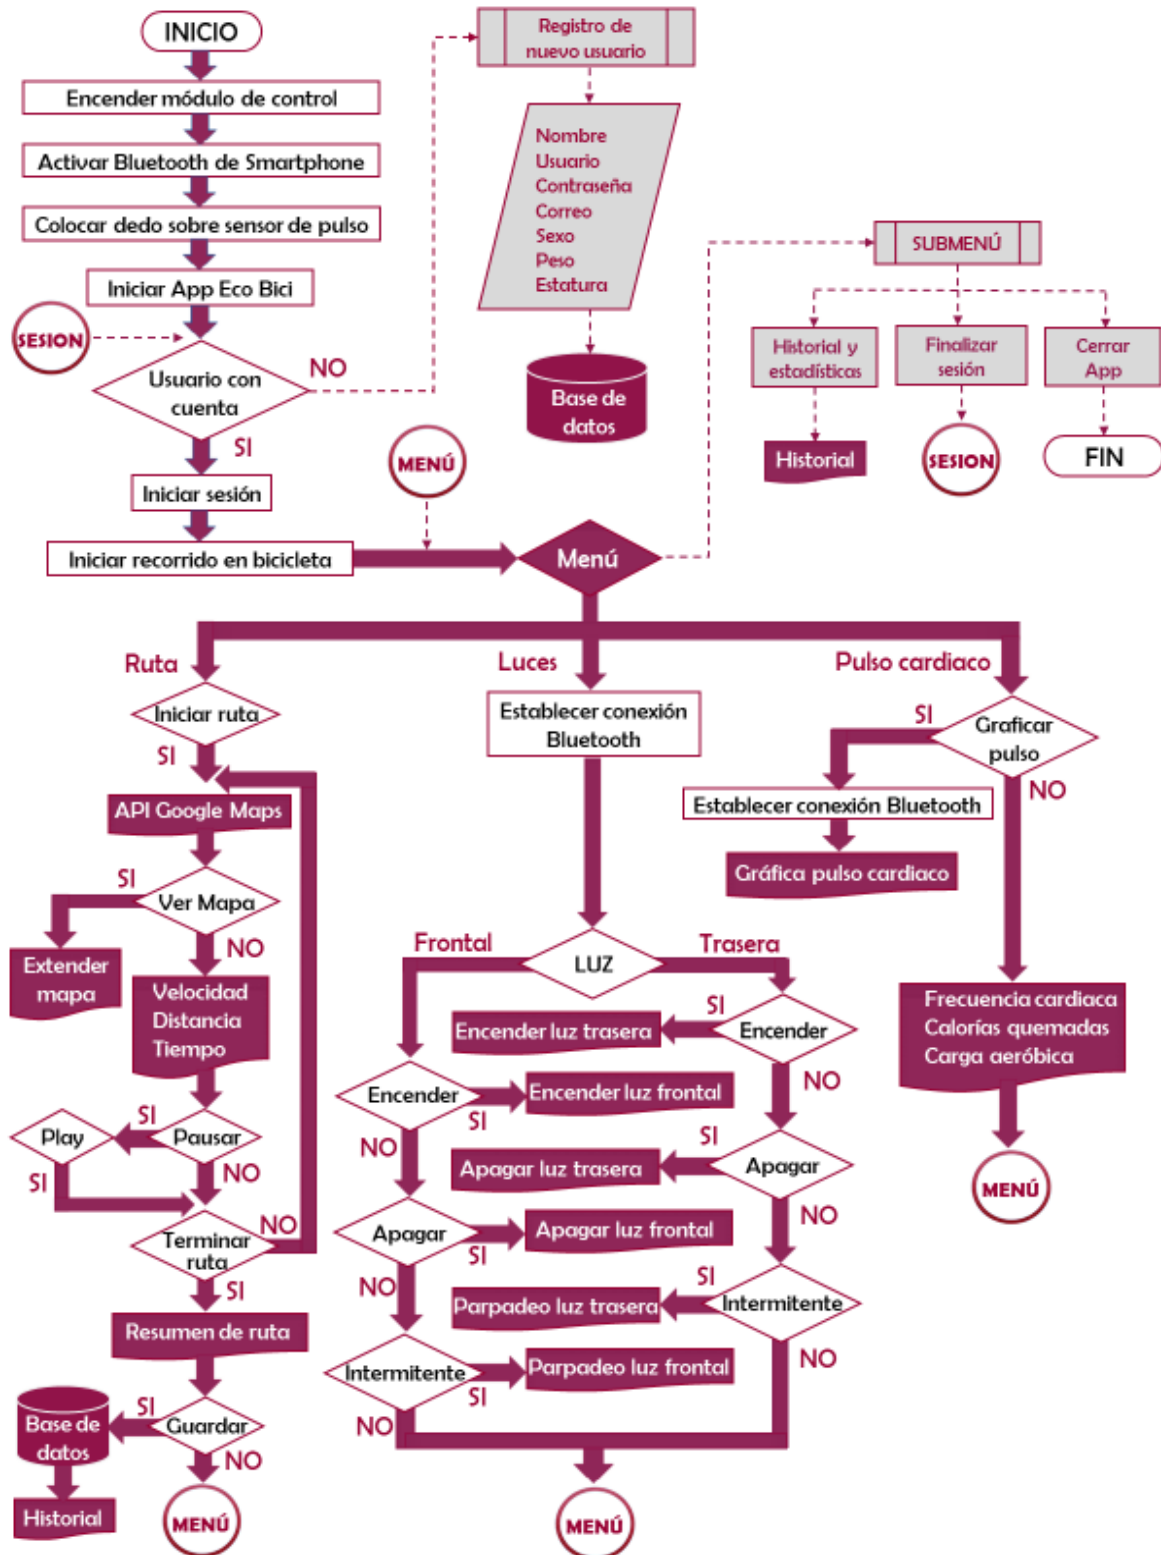 INICIO
Encender módulo de control
Activar Bluetooth de Smartphone
Colocar dedo sobre sensor de pulso
Iniciar App Eco Bici
SESION
Usuario con
cuenta
NO
SI
Iniciar sesión
Iniciar recorrido en bicicleta
Registro de
nuevo usuario
Nombre
Usuario
Contraseña
Correo
Sexo
Peso
Estatura
Base de
datos
MENÚ
Menú
SUBMENÚ
Historial y
estadísticas
Finalizar
sesión
Cerrar
App
Historial
SESION
FIN
Ruta
Iniciar ruta
SI
API Google Maps
SI
Ver Mapa
NO
Extender
mapa
Velocidad
Distancia
Tiempo
Play
SI
Pausar
SI
NO
Terminar
ruta
NO
SI
Resumen de ruta
Base de
datos
SI
Guardar
NO
Historial
MENÚ
Luces
Establecer conexión
Bluetooth
Frontal
LUZ
Trasera
Encender luz trasera
SI
Encender
NO
Encender
SI
Encender luz frontal
NO
Apagar luz trasera
SI
Apagar
NO
Apagar
SI
Apagar luz frontal
NO
Parpadeo luz trasera
SI
Intermitente
NO
Intermitente
SI
Parpadeo luz frontal
NO
MENÚ
Pulso cardiaco
SI
Graficar
pulso
NO
Establecer conexión Bluetooth
Gráfica pulso cardiaco
Frecuencia cardiaca
Calorías quemadas
Carga aeróbica
MENÚ